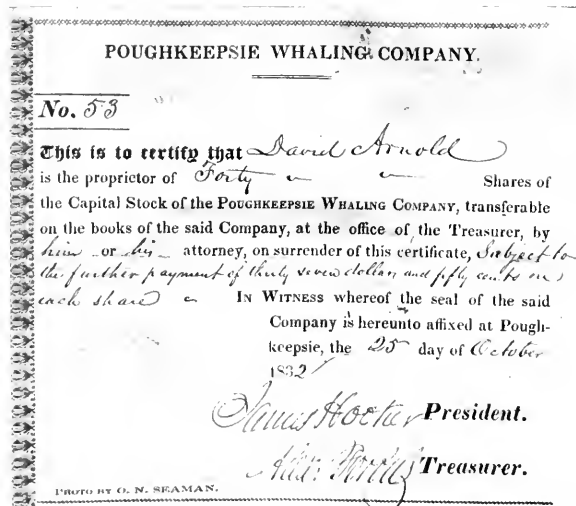 POUGHKEEPSIE WHALING COMPANY.
No. 53
This is to certify that David Arnold
is the proprietor of Forty Shares of
the Capital Stock of the POUGHKEEPSIE WHALING COMPANY, transferable
on the books of the said Company, at the office of the Treasurer, by
him or his attorney, on surrender of this certificate, Subject to
the further payment of thirty seven dollar and fifty cents on
each share IN WITNESS whereof the seal of the said
Company is hereunto affixed at Pough-
keepsie, the 25 day of October
1832
James Hooker President.
Treasurer.
PHOTO BY O. N. SEAMAN.